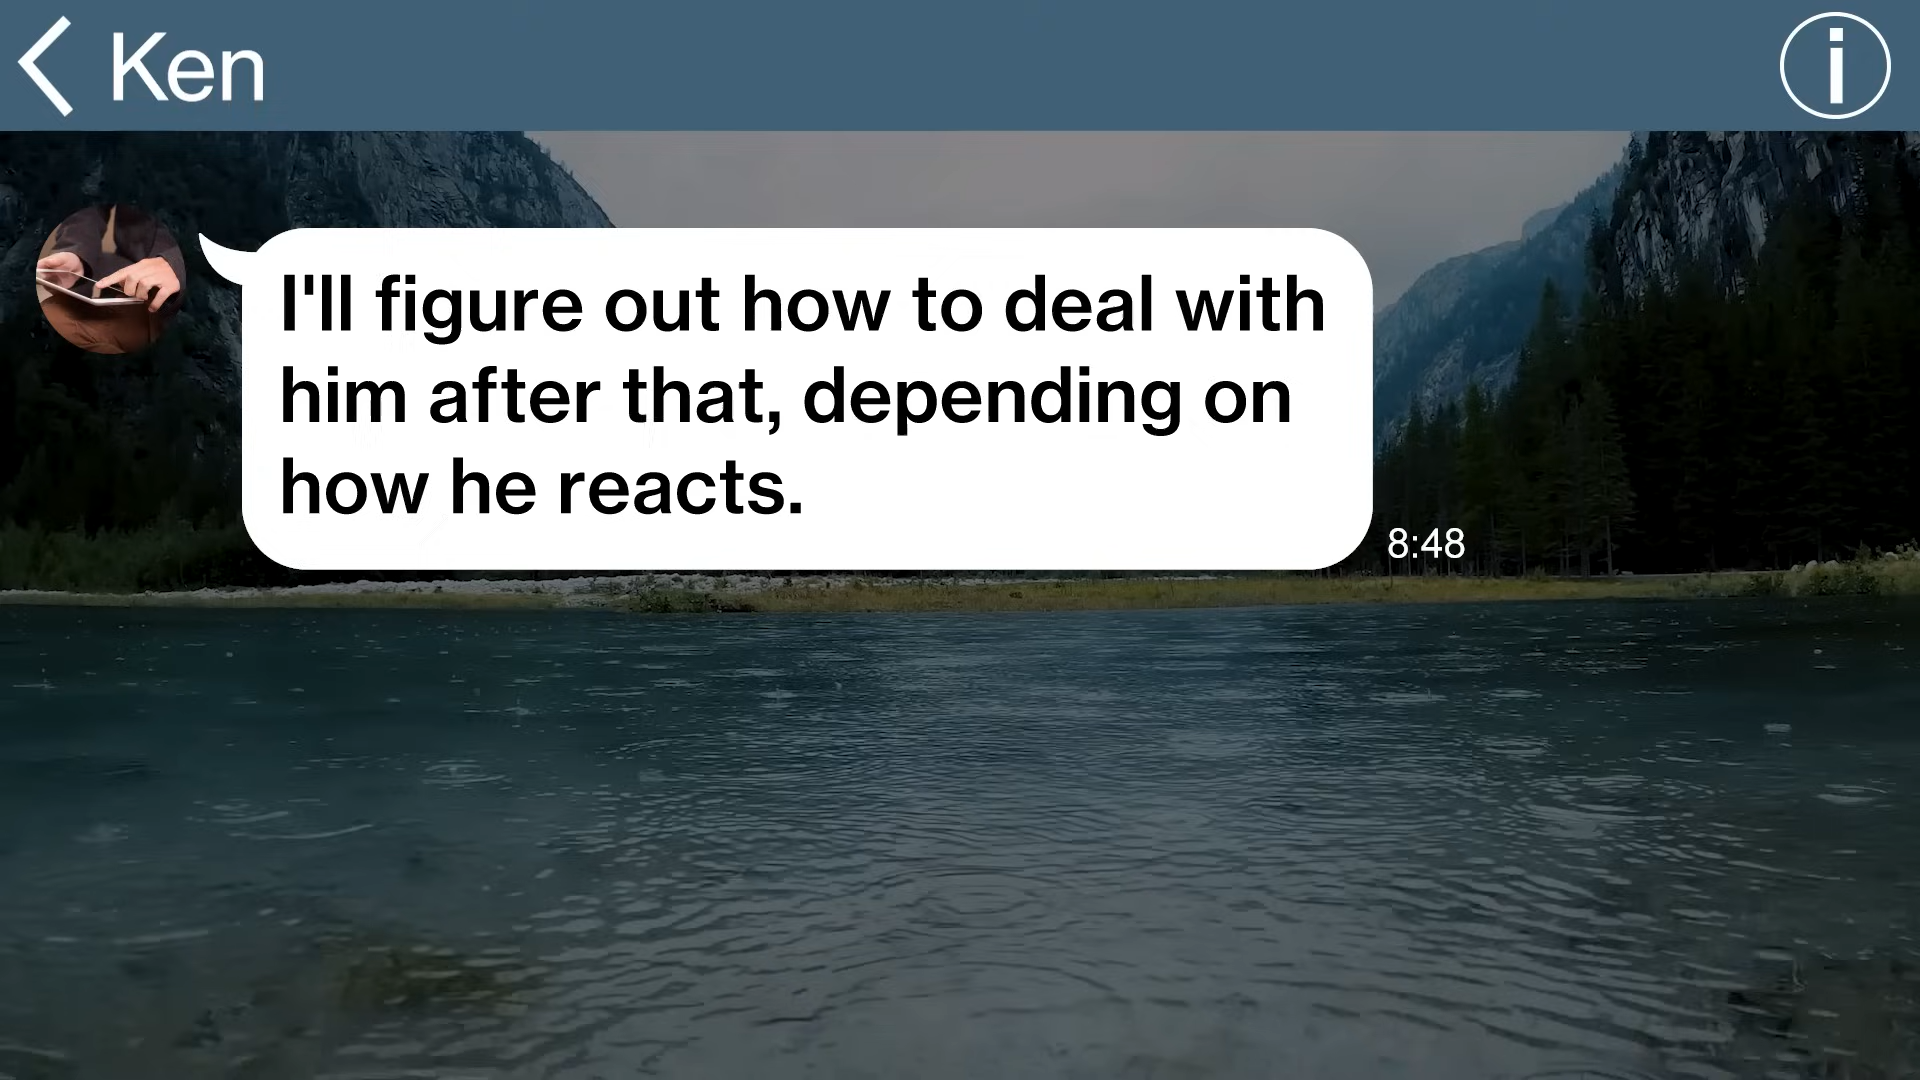 Ken
I'll figure out how to deal with
him after that, depending on
how he reacts.
8:48